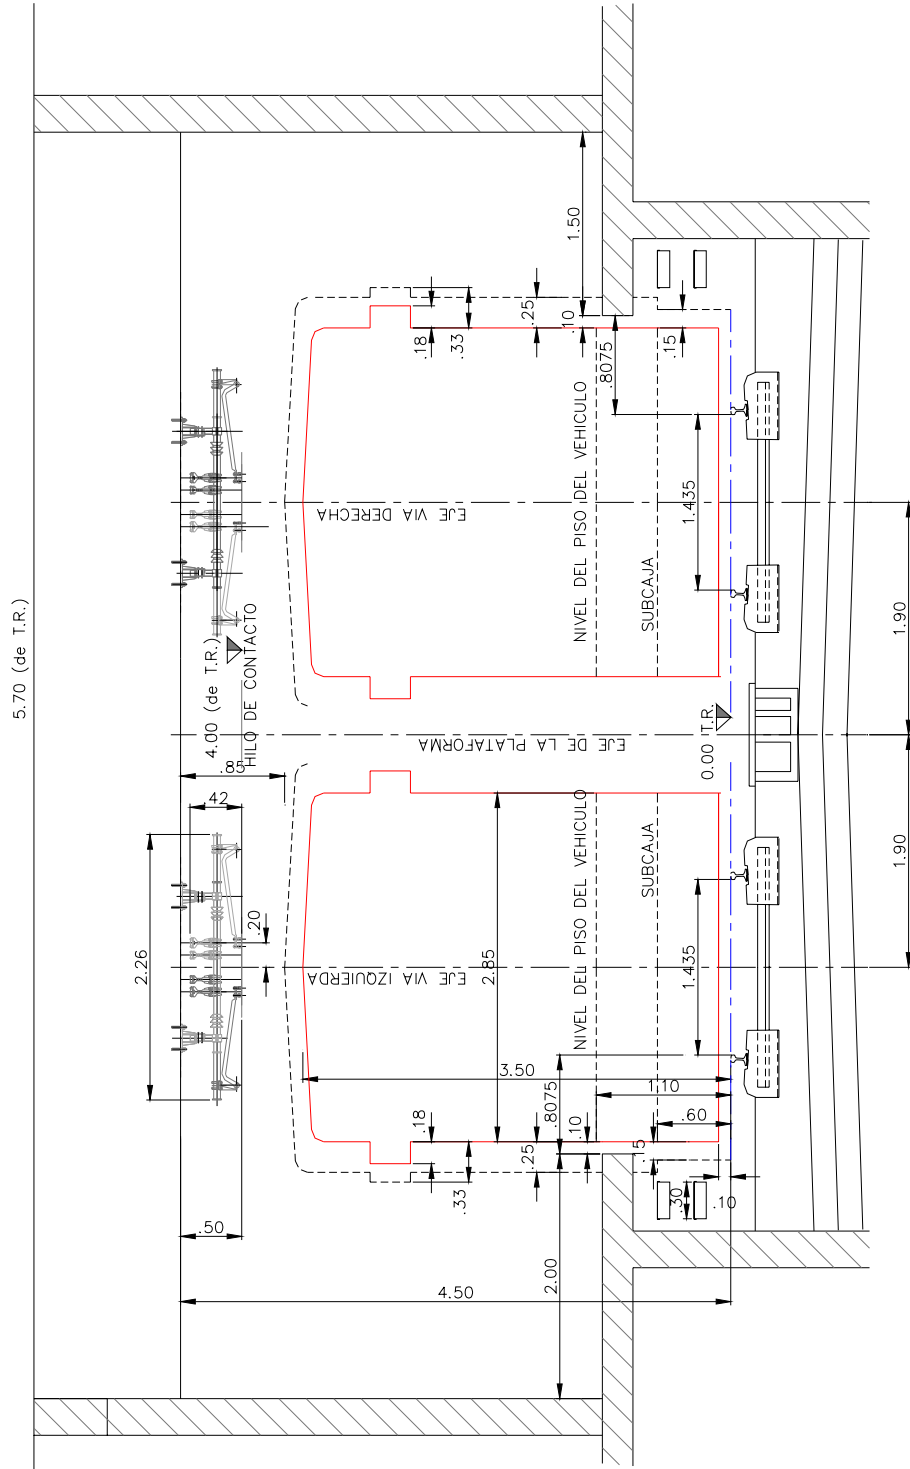 5.70 (de T.R.)
4.00 (de T.R.)
HILO DE CONTACTO
1.50
.18
.33
.25
.10
.8075
.15
NIVEL DEL PISO DEL VEHICULO
SUBCAJA
EJE VIA DERECHA
1.435
1.90
EJE DE LA PLATAFORMA
0.00 T.R.
.85
.42
2.26
.20
EJE VIA IZQUIERDA
2.85
NIVEL DEL PISO DEL VEHICULO
SUBCAJA
1.435
1.90
3.50
1.10
.60
.8075
.18
.33
.25
.10
.15
.30
.10
.50
2.00
4.50